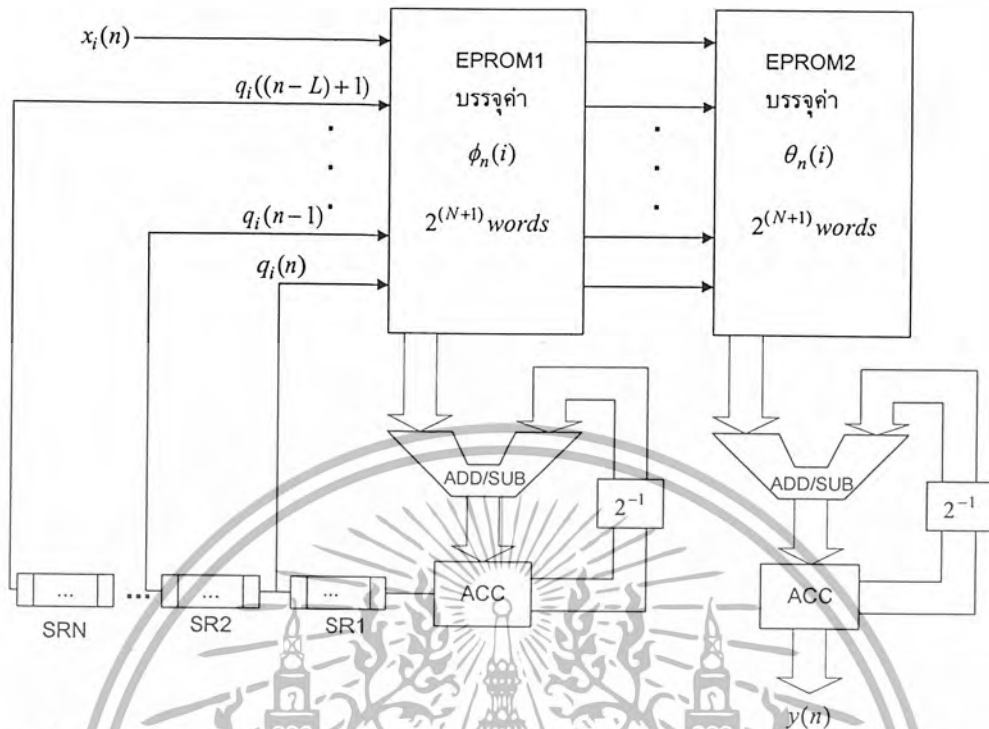 x_i(n)
q_i((n-L)+1)
q_i(n-1)
q_i(n)
EPROM1
บรรจุค่า
ϕ_n(i)
2^(N+1) words
EPROM2
บรรจุค่า
θ_n(i)
2^(N+1) words
ADD/SUB
2^-1
ADD/SUB
2^-1
...
...
...
...
ACC
ACC
SRN
SR2
SR1
y(n)